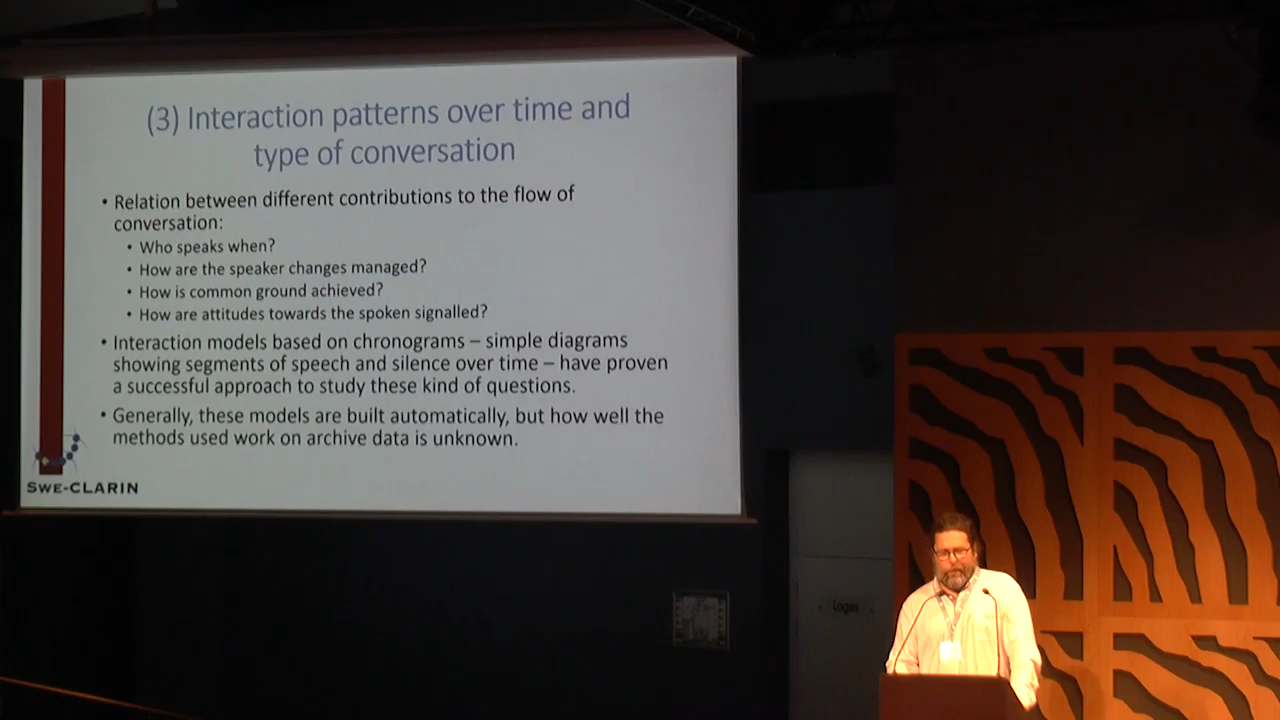 (3) Interaction patterns over time and
type of conversation
• Relation between different contributions to the flow of
conversation:
• Who speaks when?
• How are the speaker changes managed?
• How is common ground achieved?
• How are attitudes towards the spoken signalled?
• Interaction models based on chronograms – simple diagrams
showing segments of speech and silence over time – have proven
a successful approach to study these kind of questions.
• Generally, these models are built automatically, but how well the
methods used work on archive data is unknown.
SWE-CLARIN
Loges